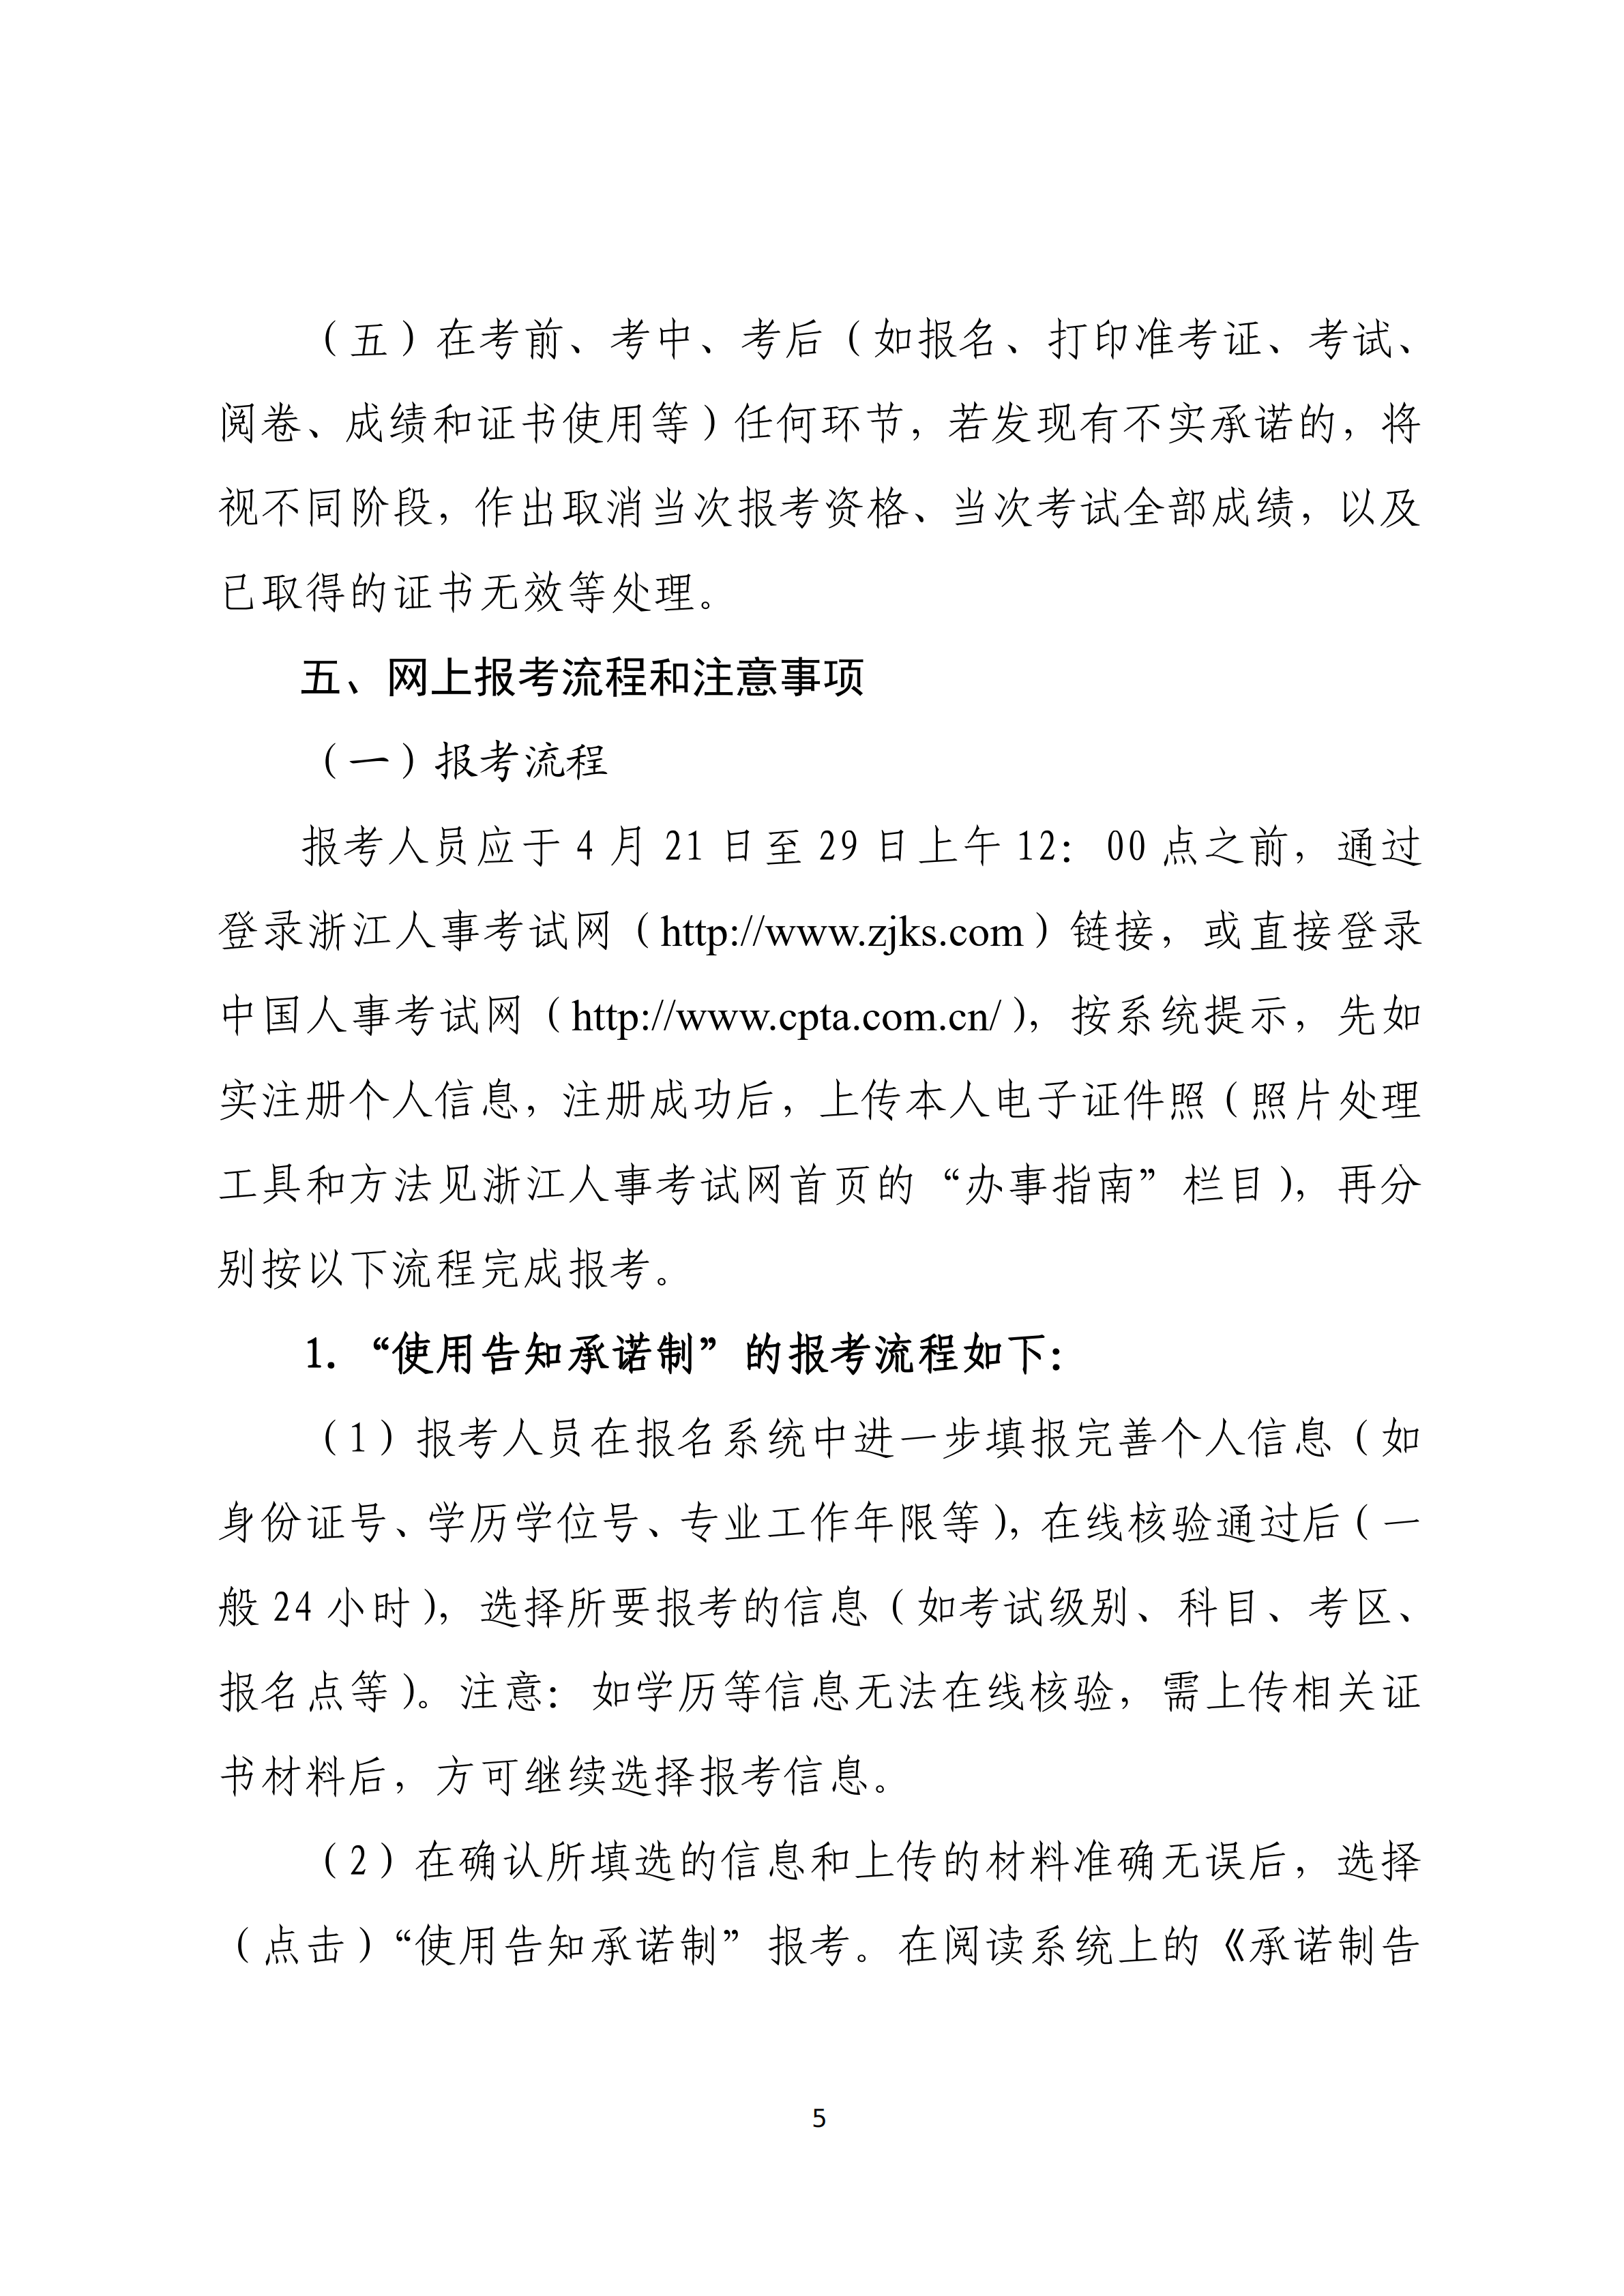 （五）在考前、考中、考后（如报名、打印准考证、考试、
阅卷、成绩和证书使用等）任何环节，若发现有不实承诺的，将
视不同阶段，作出取消当次报考资格、当次考试全部成绩，以及
已取得的证书无效等处理。
五、网上报考流程和注意事项
（一）报考流程
报考人员应于 4 月 21 日至 29 日上午 12：00 点之前，通过
登录浙江人事考试网（http://www.zjks.com）链接，或直接登录
中国人事考试网（http://www.cpta.com.cn/），按系统提示，先如
实注册个人信息，注册成功后，上传本人电子证件照（照片处理
工具和方法见浙江人事考试网首页的“办事指南”栏目），再分
别按以下流程完成报考。
1.“使用告知承诺制”的报考流程如下：
（1）报考人员在报名系统中进一步填报完善个人信息（如
身份证号、学历学位号、专业工作年限等），在线核验通过后（一
般 24 小时），选择所要报考的信息（如考试级别、科目、考区、
报名点等）。注意：如学历等信息无法在线核验，需上传相关证
书材料后，方可继续选择报考信息。
（2）在确认所填选的信息和上传的材料准确无误后，选择
（点击）“使用告知承诺制”报考。在阅读系统上的《承诺制告
5